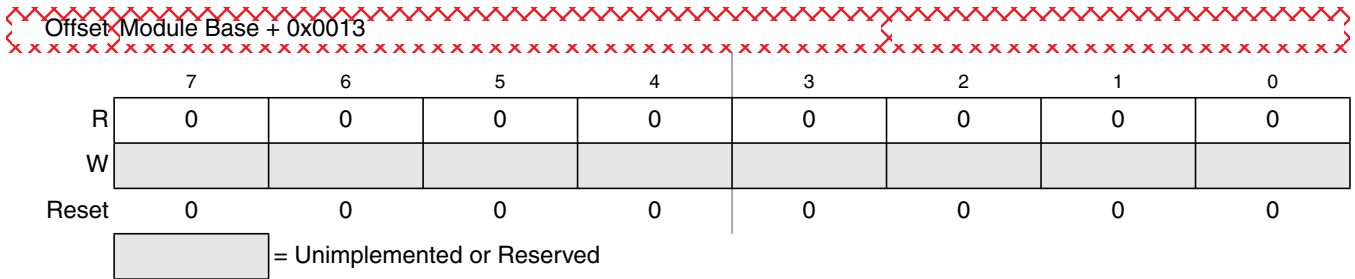 Offset Module Base + 0x0013
7 6 5 4 3 2 1 0
R 0 0 0 0 0 0 0 0
W
Reset 0 0 0 0 0 0 0 0
= Unimplemented or Reserved